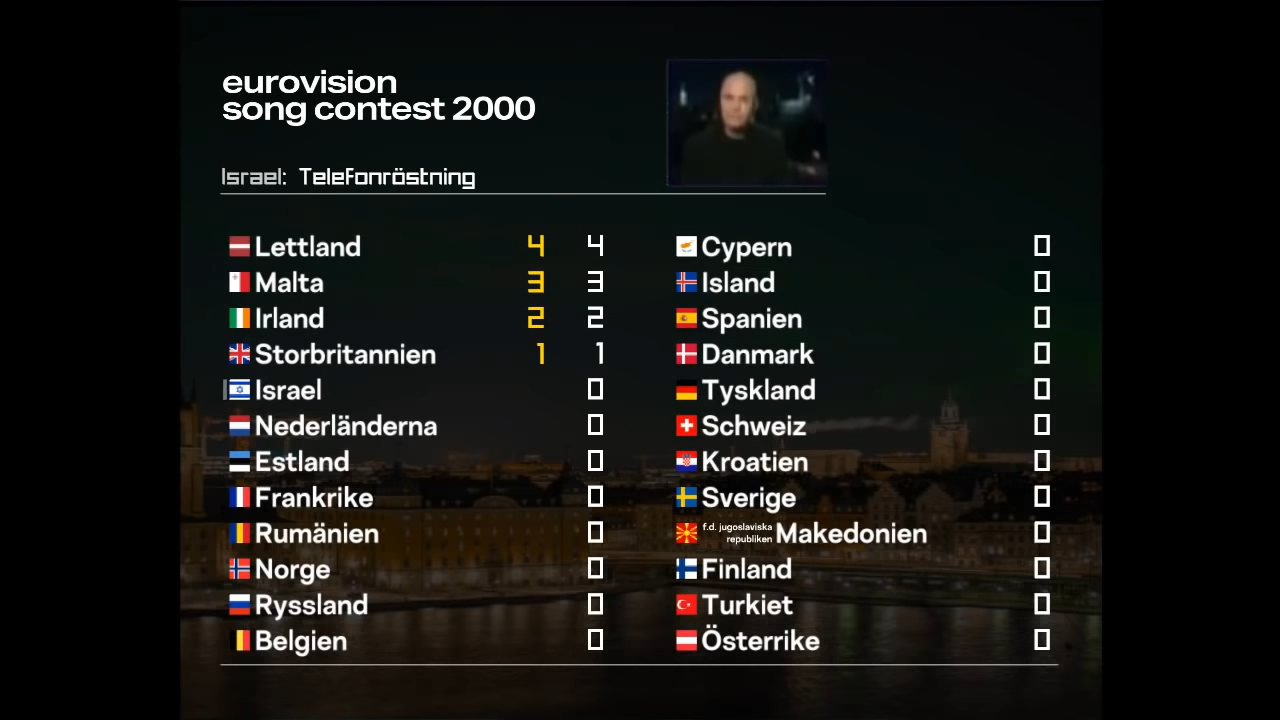 eurovision
song contest 2000
Israel: Telefonröstning
Lettland 4 4
Malta 3 3
Irland 2 2
Storbritannien 1 1
Israel 0
Nederländerna 0
Estland 0
Frankrike 0
Rumänien 0
Norge 0
Ryssland 0
Belgien 0
Cypern 0
Island 0
Spanien 0
Danmark 0
Tyskland 0
Schweiz 0
Kroatien 0
Sverige 0
f.d. jugoslaviska
republiken Makedonien 0
Finland 0
Turkiet 0
Österrike 0